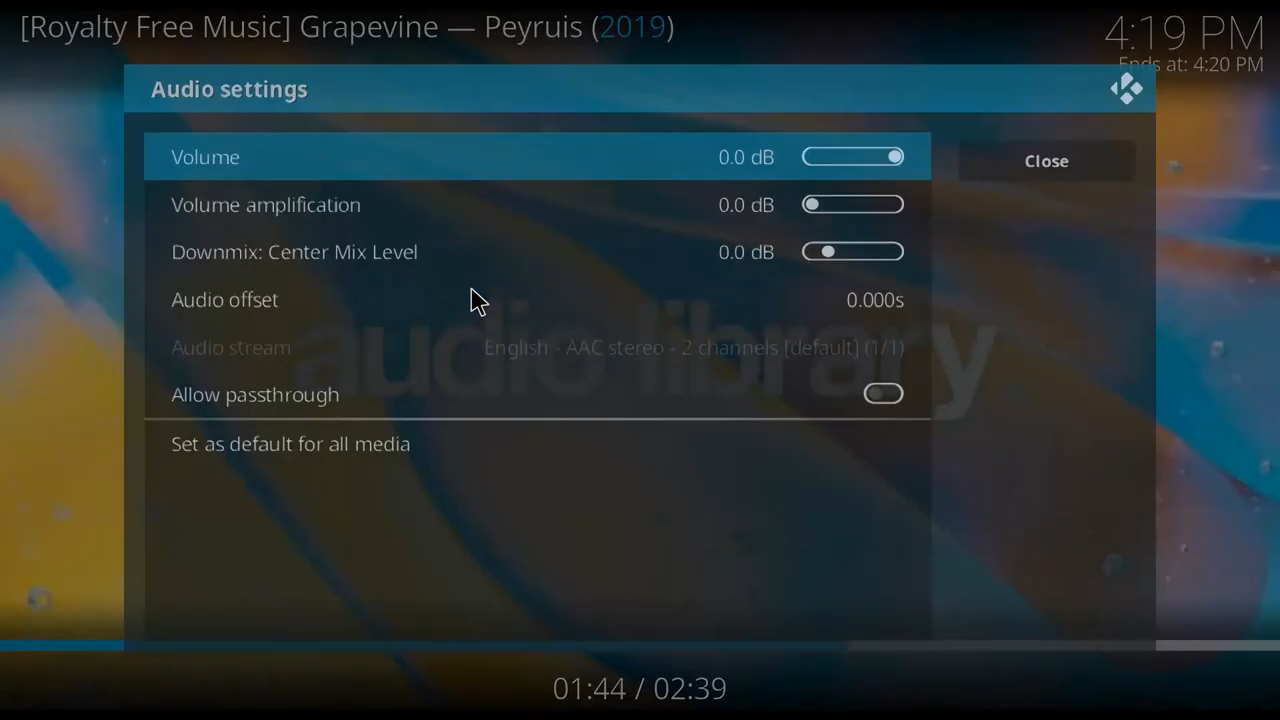 [Royalty Free Music] Grapevine — Peyruis (2019)
4:19 PM
Ends at: 4:20 PM
Audio settings
Volume 0.0 dB
Close
Volume amplification 0.0 dB
Downmix: Center Mix Level 0.0 dB
Audio offset 0.000s
audio library
Audio stream English - AAC stereo - 2 channels [default] (1/1)
Allow passthrough
Set as default for all media
01:44 / 02:39